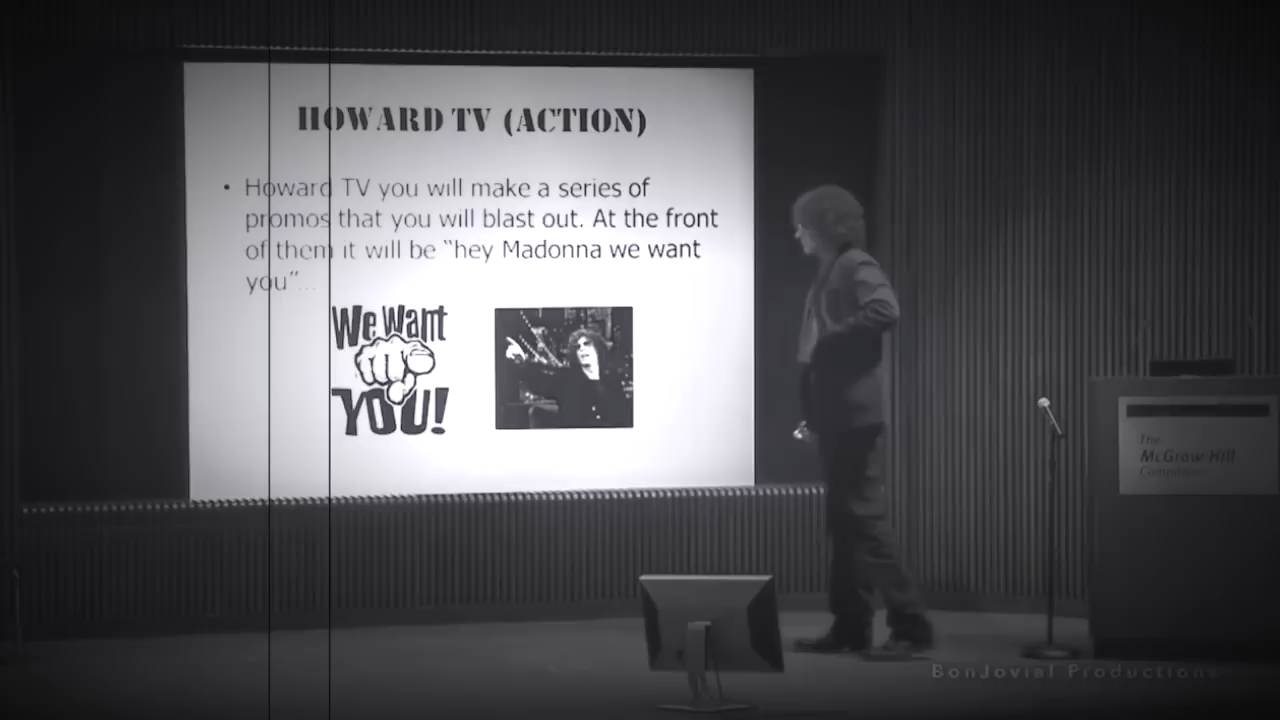 HOWARD TV (ACTION)
• Howard TV you will make a series of
promos that you will blast out. At the front
of them it will be “hey Madonna we want
you”...
We Want
YOU!
The
McGraw-Hill
Companies
BonJovial Productions